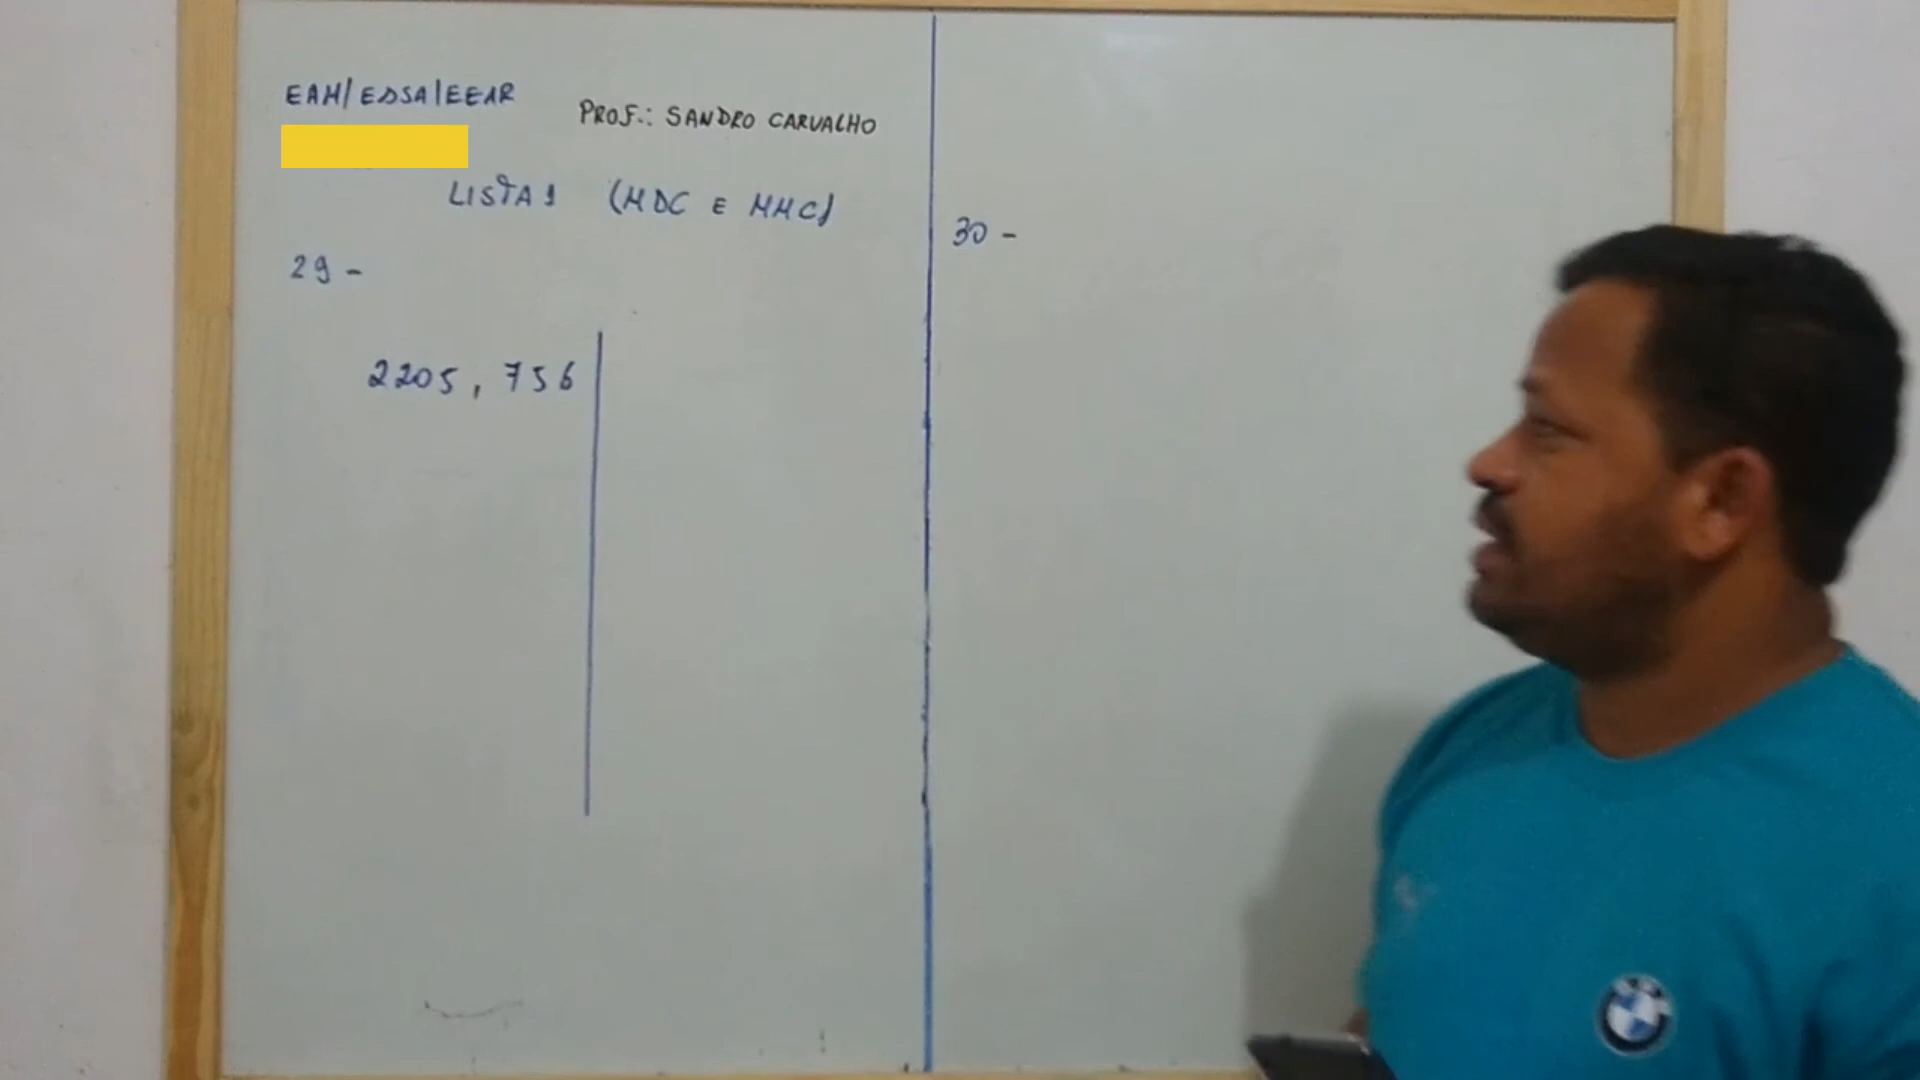 EAM/ESSA/EEAR
PROF.: SANDRO CARVALHO
LISTA 1 (MDC E MMC)
29 -
2205, 756
30 -